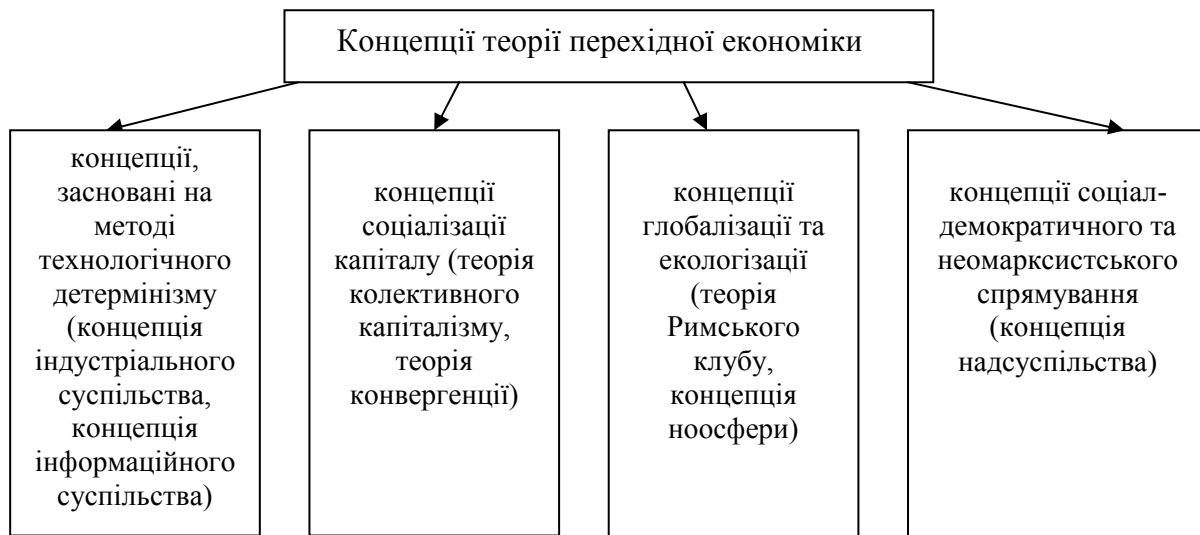 Концепції теорії перехідної економіки
концепції,
засновані на
методі
технологічного
детермінізму
(концепція
індустріального
суспільства,
концепція
інформаційного
суспільства)
концепції
соціалізації
капіталу (теорія
колективного
капіталізму,
теорія
конвергенції)
концепції
глобалізації та
екологізації
(теорія
Римського
клубу,
концепція
ноосфери)
концепції соціал-
демократичного та
неомарксистського
спрямування
(концепція
надсуспільства)